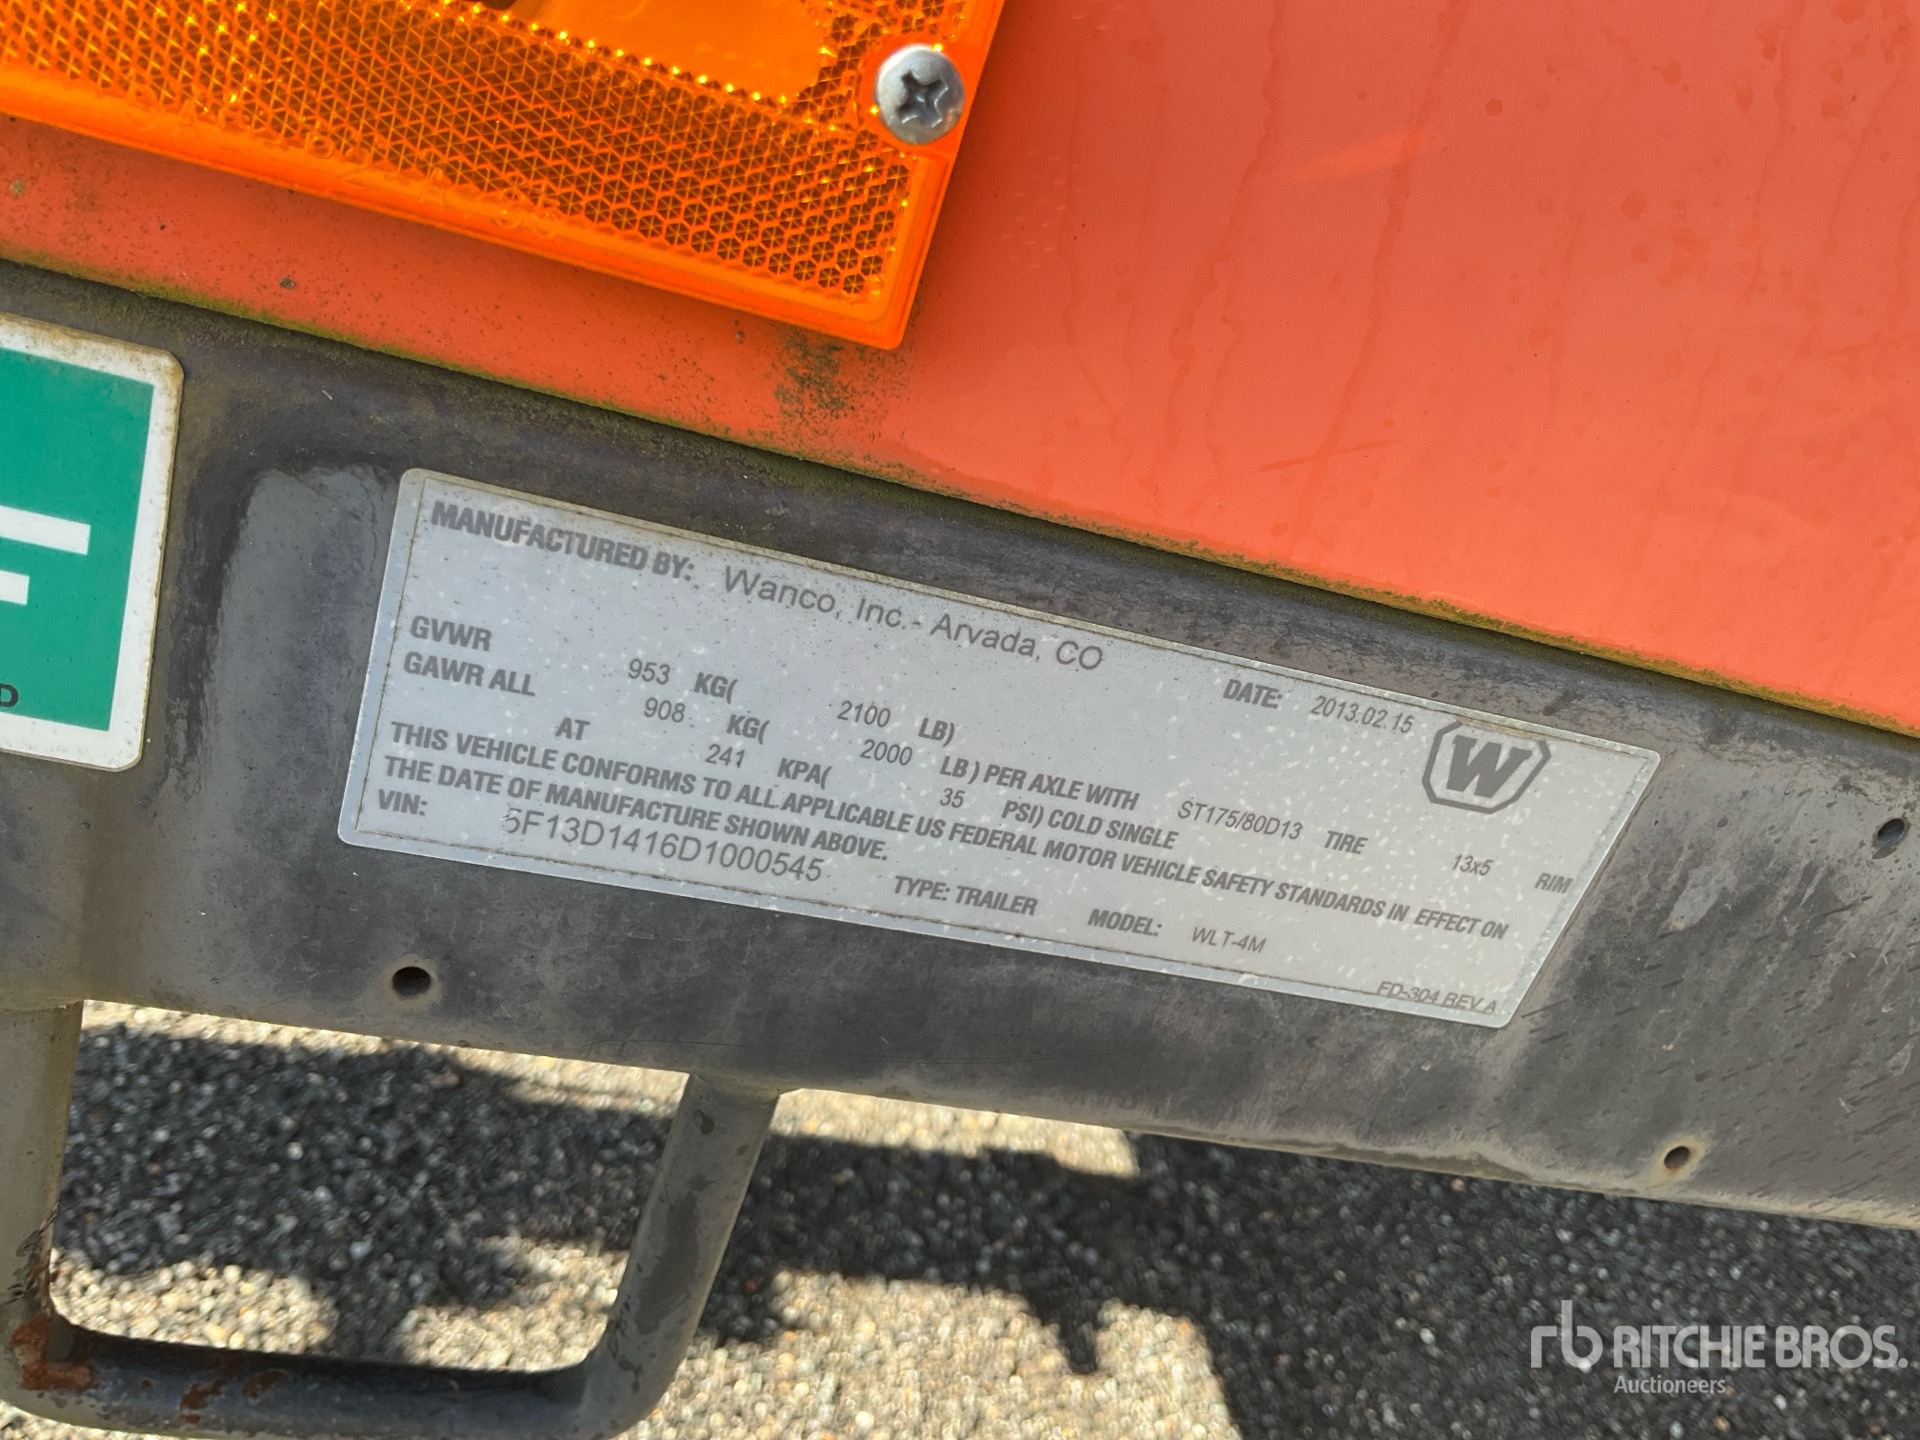 MANUFACTURED BY: Wanco, Inc.- Arvada, CO DATE: 2013.02.15 W
GVWR 953 KG( 2100 LB)
GAWR ALL 908 KG( 2000 LB) PER AXLE WITH ST175/80D13 TIRE 13x5 RIM
AT 241 KPA( 35 PSI) COLD SINGLE
THIS VEHICLE CONFORMS TO ALL APPLICABLE US FEDERAL MOTOR VEHICLE SAFETY STANDARDS IN EFFECT ON
THE DATE OF MANUFACTURE SHOWN ABOVE.
VIN: 5F13D1416D1000545 TYPE: TRAILER MODEL: WLT-4M
FD-304 REV A
rb RITCHIE BROS.
Auctioneers